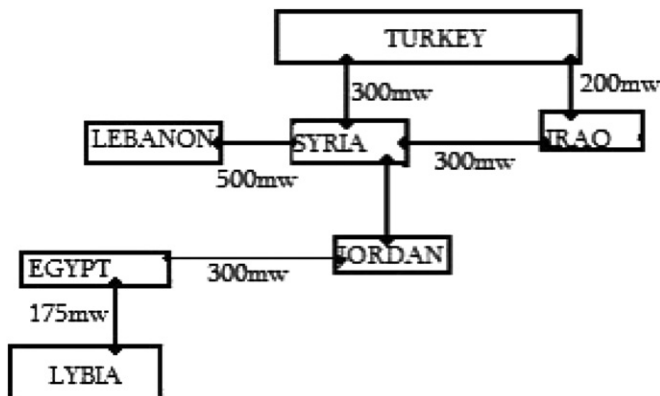 TURKEY
300mw
200mw
LEBANON
SYRIA
IRAQ
500mw
300mw
JORDAN
EGYPT
300mw
175mw
LYBIA